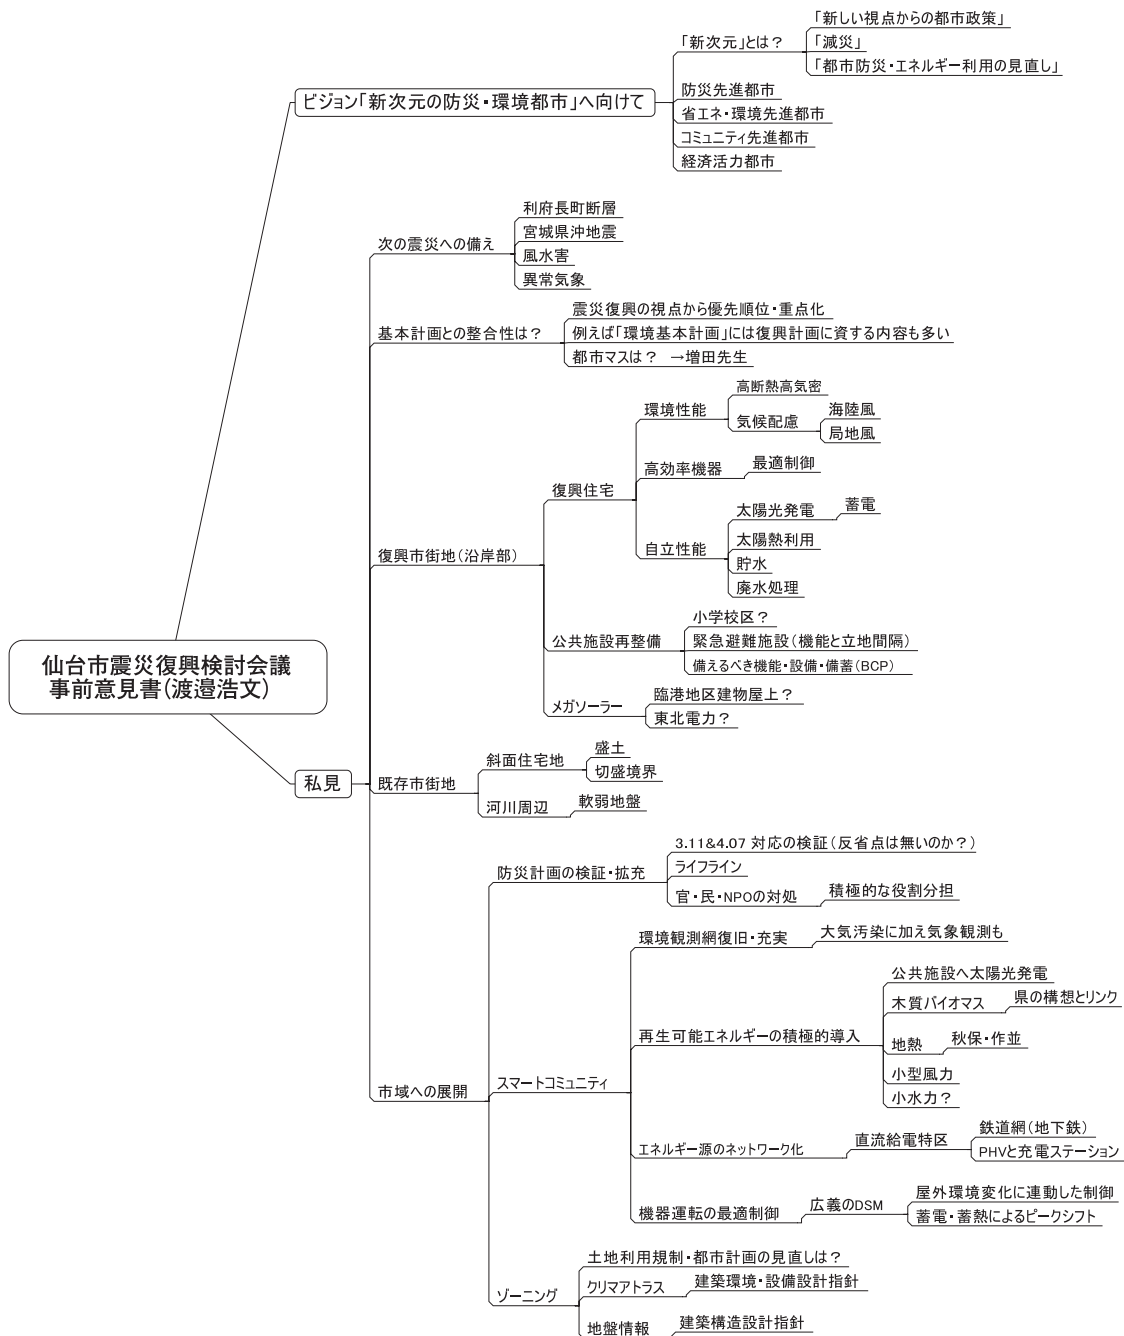 仙台市震災復興検討会議
事前意見書(渡邉浩文)
ビジョン「新次元の防災・環境都市」へ向けて
「新次元」とは？
「新しい視点からの都市政策」
「減災」
「都市防災・エネルギー利用の見直し」
防災先進都市
省エネ・環境先進都市
コミュニティ先進都市
経済活力都市
私見
次の震災への備え
利府長町断層
宮城県沖地震
風水害
異常気象
基本計画との整合性は？
震災復興の視点から優先順位・重点化
例えば「環境基本計画」には復興計画に資する内容も多い
都市マスは？ →増田先生
復興市街地(沿岸部)
復興住宅
環境性能
高断熱高気密
気候配慮
海陸風
局地風
高効率機器
最適制御
自立性能
太陽光発電
蓄電
太陽熱利用
貯水
廃水処理
公共施設再整備
小学校区？
緊急避難施設(機能と立地間隔)
備えるべき機能・設備・備蓄(BCP)
メガソーラー
臨港地区建物屋上？
東北電力？
既存市街地
斜面住宅地
盛土
切盛境界
河川周辺
軟弱地盤
市域への展開
防災計画の検証・拡充
3.11&4.07 対応の検証(反省点は無いのか？)
ライフライン
官・民・NPOの対処
積極的な役割分担
スマートコミュニティ
環境観測網復旧・充実
大気汚染に加え気象観測も
再生可能エネルギーの積極的導入
公共施設へ太陽光発電
木質バイオマス
県の構想とリンク
地熱
秋保・作並
小型風力
小水力？
エネルギー源のネットワーク化
直流給電特区
鉄道網(地下鉄)
PHVと充電ステーション
機器運転の最適制御
広義のDSM
屋外環境変化に連動した制御
蓄電・蓄熱によるピークシフト
ゾーニング
土地利用規制・都市計画の見直しは？
クリマアトラス
建築環境・設備設計指針
地盤情報
建築構造設計指針